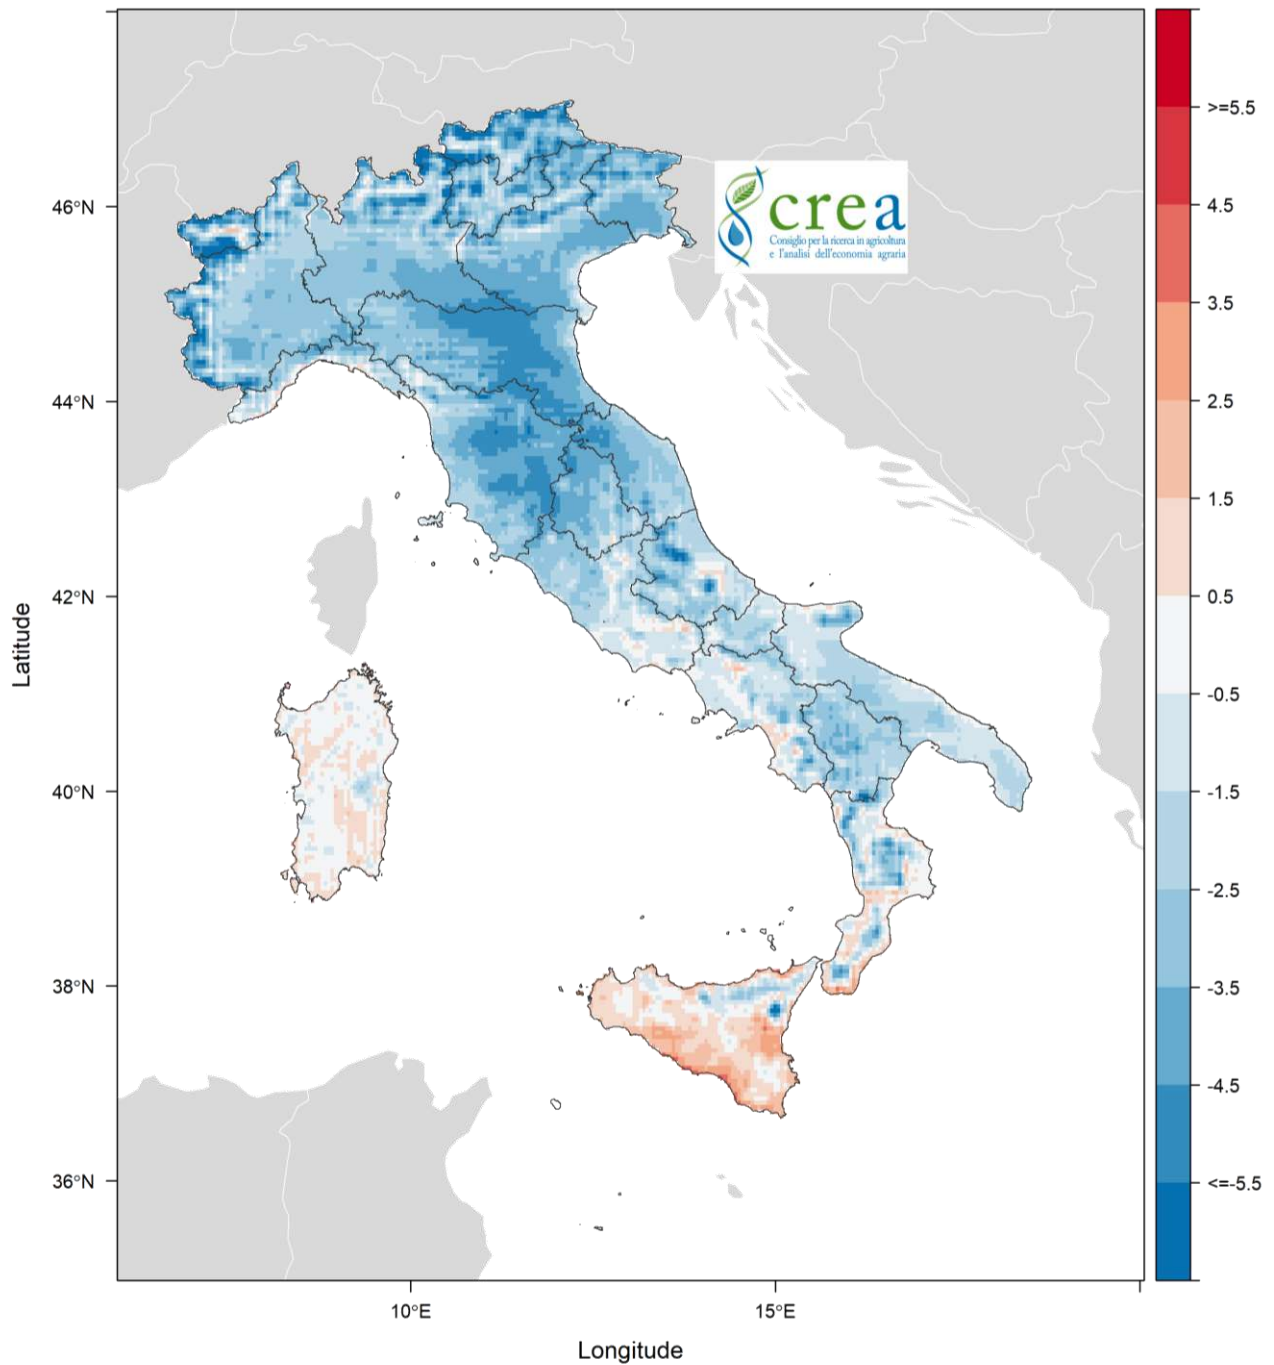 46°N
44°N
42°N
40°N
38°N
36°N
Latitude
crea
Consiglio per la ricerca in agricoltura
e l'analisi dell'economia agraria
>=5.5
4.5
3.5
2.5
1.5
0.5
-0.5
-1.5
-2.5
-3.5
-4.5
<=-5.5
10°E
15°E
Longitude